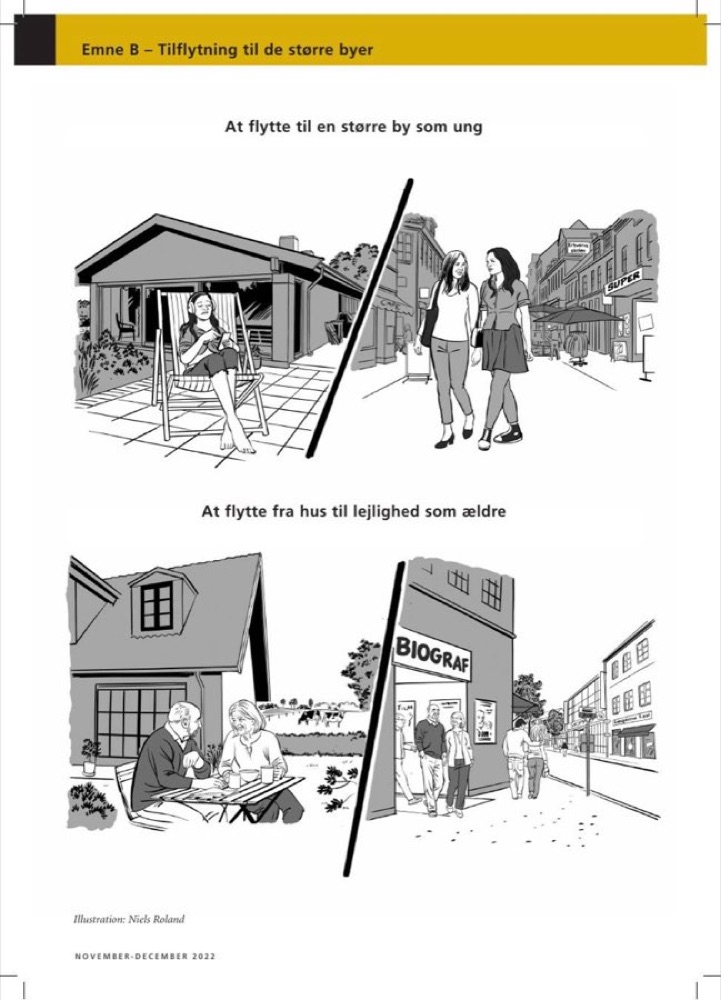 Emne B – Tilflytning til de større byer
At flytte til en større by som ung
SUPER
At flytte fra hus til lejlighed som ældre
BIOGRAF
Illustration: Niels Roland
NOVEMBER-DECEMBER 2022